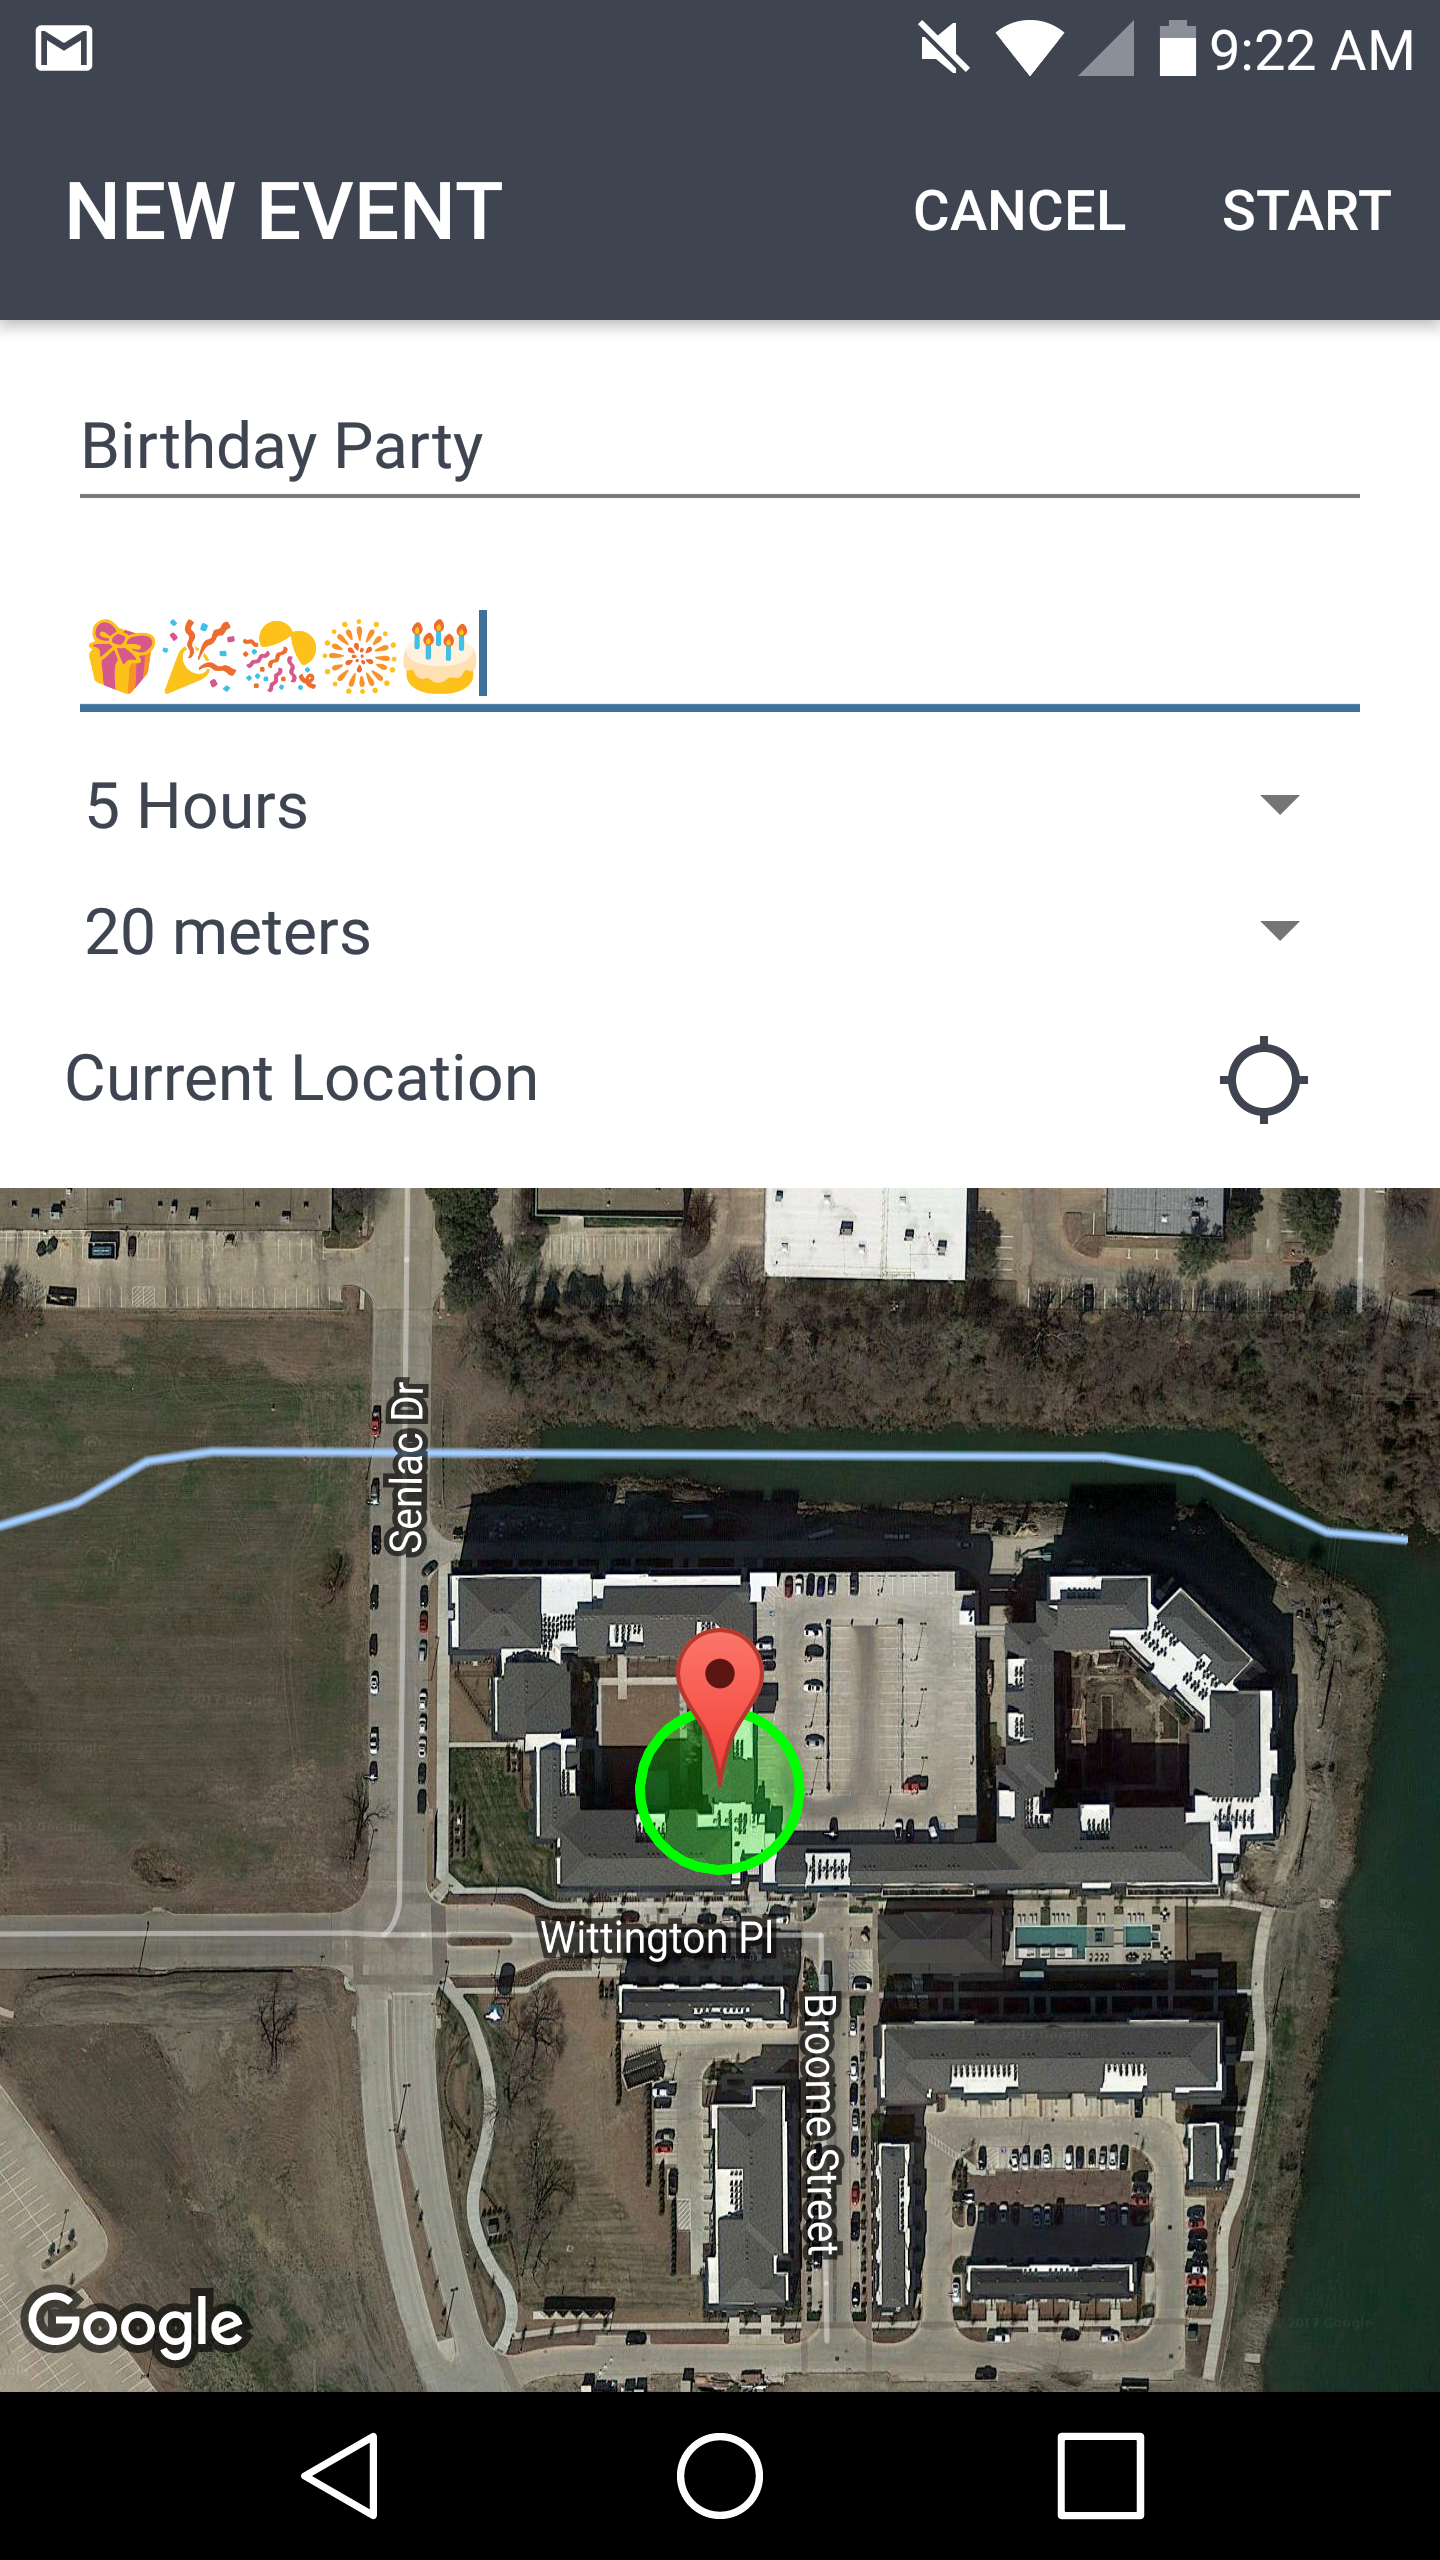 9:22 AM
NEW EVENT CANCEL START
Birthday Party
🎁🎉🎊🎆🎂
5 Hours
20 meters
Current Location
Senlac Dr
Wittington Pl
Broome Street
Google